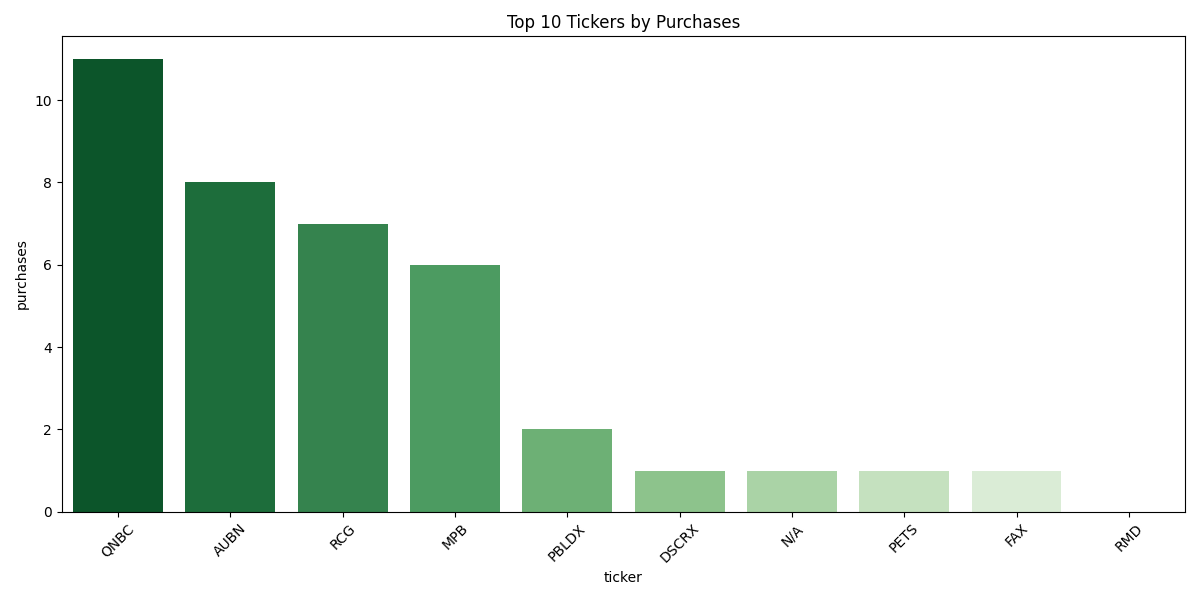 Top 10 Tickers by Purchases
purchases
10
8
6
4
2
0
QNBC
AUBN
RCG
MPB
PBLDX
DSCRX
N/A
PETS
FAX
RMD
ticker